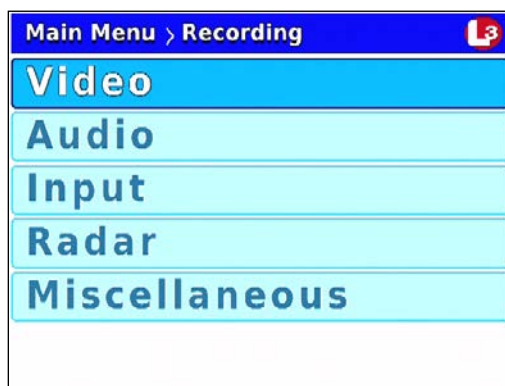 Main Menu > Recording L3
Video
Audio
Input
Radar
Miscellaneous